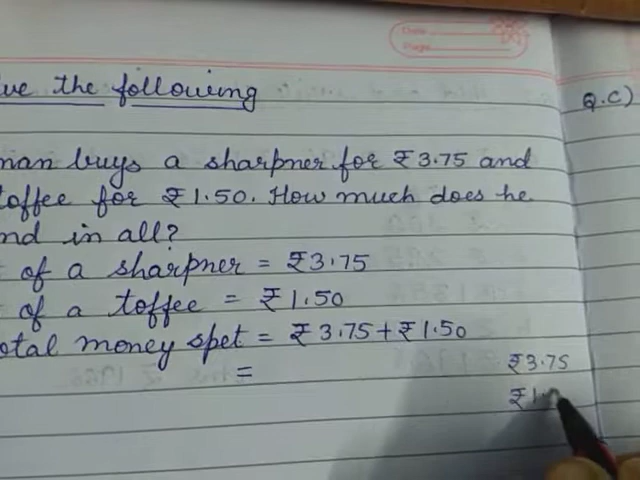 Date
Page
ve the following
Q.C)
man buys a sharpner for ₹3.75 and
toffee for ₹1.50. How much does he
nd in all?
of a sharpner = ₹3.75
of a toffee = ₹1.50
otal money spet = ₹3.75+₹1.50
=
₹3.75
₹1.